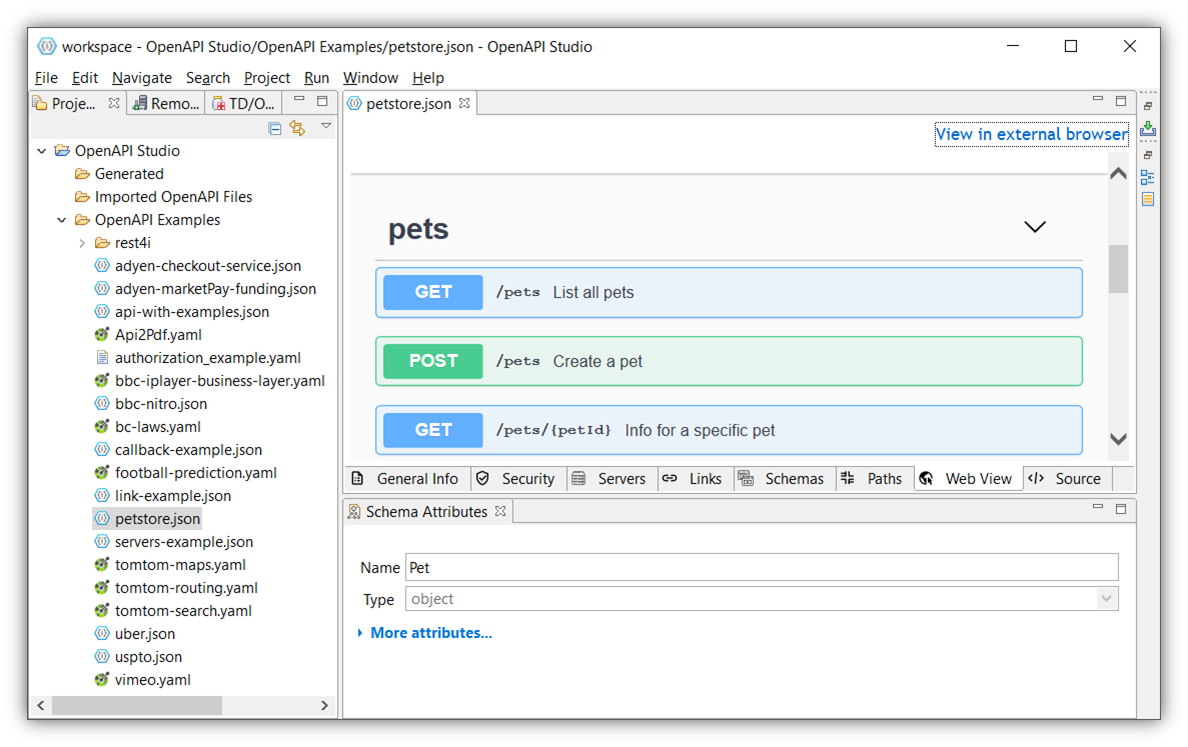 workspace - OpenAPI Studio/OpenAPI Examples/petstore.json - OpenAPI Studio
File Edit Navigate Search Project Run Window Help
Proje... Remo... TD/O...
OpenAPI Studio
Generated
Imported OpenAPI Files
OpenAPI Examples
rest4i
adyen-checkout-service.json
adyen-marketPay-funding.json
api-with-examples.json
Api2Pdf.yaml
authorization_example.yaml
bbc-iplayer-business-layer.yaml
bbc-nitro.json
bc-laws.yaml
callback-example.json
football-prediction.yaml
link-example.json
petstore.json
servers-example.json
tomtom-maps.yaml
tomtom-routing.yaml
tomtom-search.yaml
uber.json
uspto.json
vimeo.yaml
petstore.json
View in external browser
pets
GET /pets List all pets
POST /pets Create a pet
GET /pets/{petId} Info for a specific pet
General Info Security Servers Links Schemas Paths Web View Source
Schema Attributes
Name Pet
Type object
More attributes...